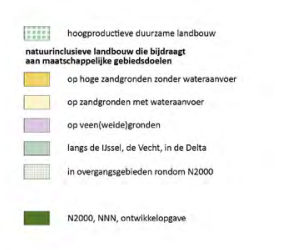 hoogproductieve duurzame landbouw
natuurinclusieve landbouw die bijdraagt
aan maatschappelijke gebiedsdoelen
op hoge zandgronden zonder wateraanvoer
op zandgronden met wateraanvoer
op veen(weide)gronden
langs de IJssel, de Vecht, in de Delta
in overgangsgebieden rondom N2000
N2000, NNN, ontwikkelopgave